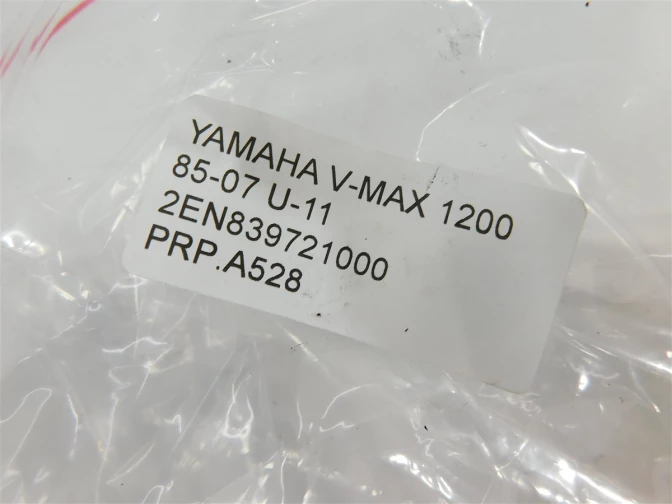 YAMAHA V-MAX 1200
85-07 U-11
2EN839721000
PRP.A528